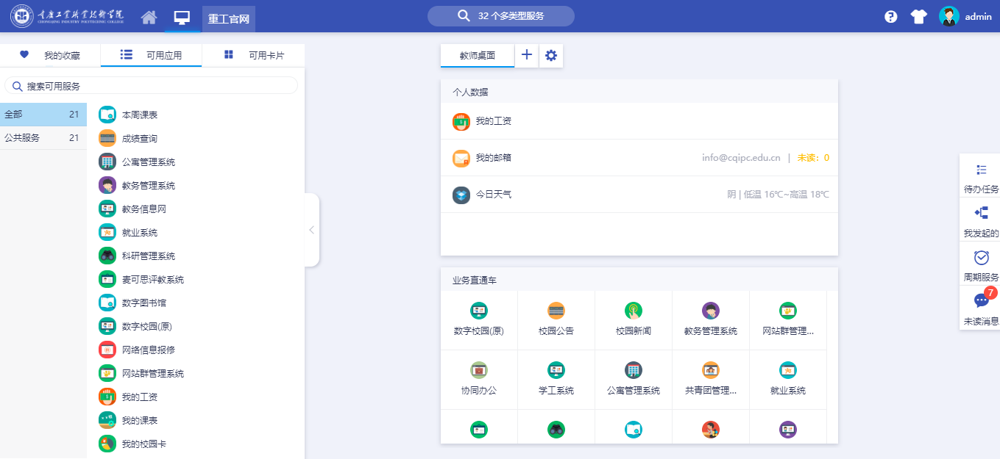 重庆工业职业技术学院
CHONGQING INDUSTRY POLYTECHNIC COLLEGE
重工官网
32 个多类型服务
admin
我的收藏
可用应用
可用卡片
搜索可用服务
全部 21
公共服务 21
本周课表
成绩查询
公寓管理系统
教务管理系统
教务信息网
就业系统
科研管理系统
麦可思评教系统
数字图书馆
数字校园(原)
网络信息报修
网站群管理系统
我的工资
我的课表
我的校园卡
教师桌面
个人数据
我的工资
我的邮箱 info@cqipc.edu.cn | 未读: 0
今日天气 阴 | 低温 16℃~高温 18℃
业务直通车
数字校园(原) 校园公告 校园新闻 教务管理系统 网站群管理...
协同办公 学工系统 公寓管理系统 共青团管理... 就业系统
待办任务
我发起的
周期服务
7
未读消息